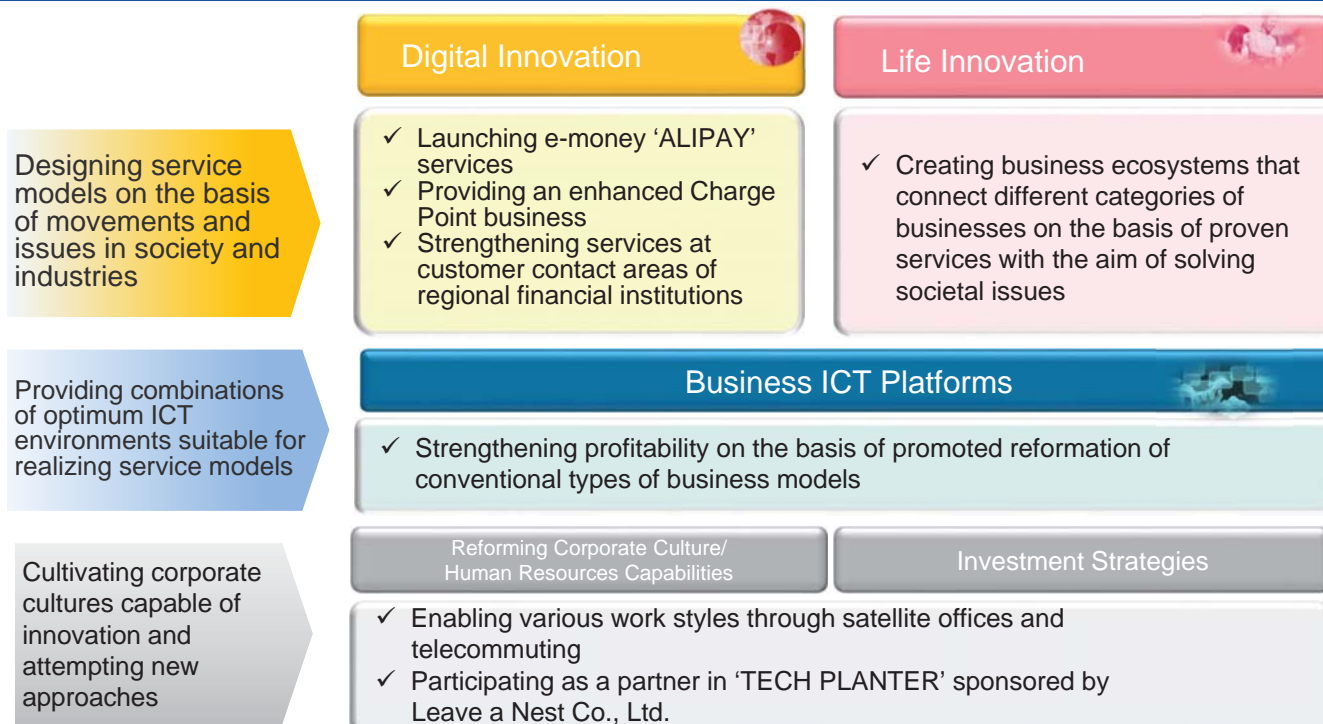 Digital Innovation
Life Innovation
Designing service
models on the basis
of movements and
issues in society and
industries
✓ Launching e-money ‘ALIPAY’
services
✓ Providing an enhanced Charge
Point business
✓ Strengthening services at
customer contact areas of
regional financial institutions
✓ Creating business ecosystems that
connect different categories of
businesses on the basis of proven
services with the aim of solving
societal issues
Providing combinations
of optimum ICT
environments suitable for
realizing service models
Business ICT Platforms
✓ Strengthening profitability on the basis of promoted reformation of
conventional types of business models
Cultivating corporate
cultures capable of
innovation and
attempting new
approaches
Reforming Corporate Culture/
Human Resources Capabilities
Investment Strategies
✓ Enabling various work styles through satellite offices and
telecommuting
✓ Participating as a partner in ‘TECH PLANTER’ sponsored by
Leave a Nest Co., Ltd.